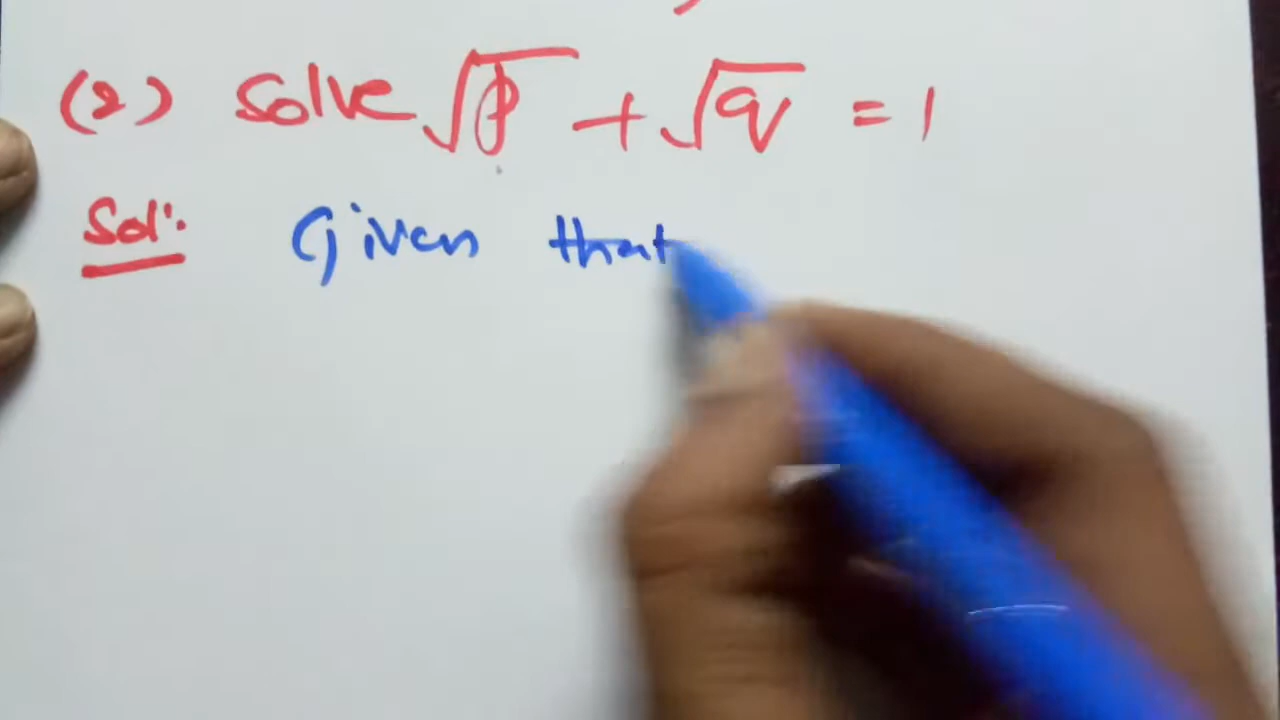 (2) Solve √p + √q = 1
Sol:
Given that